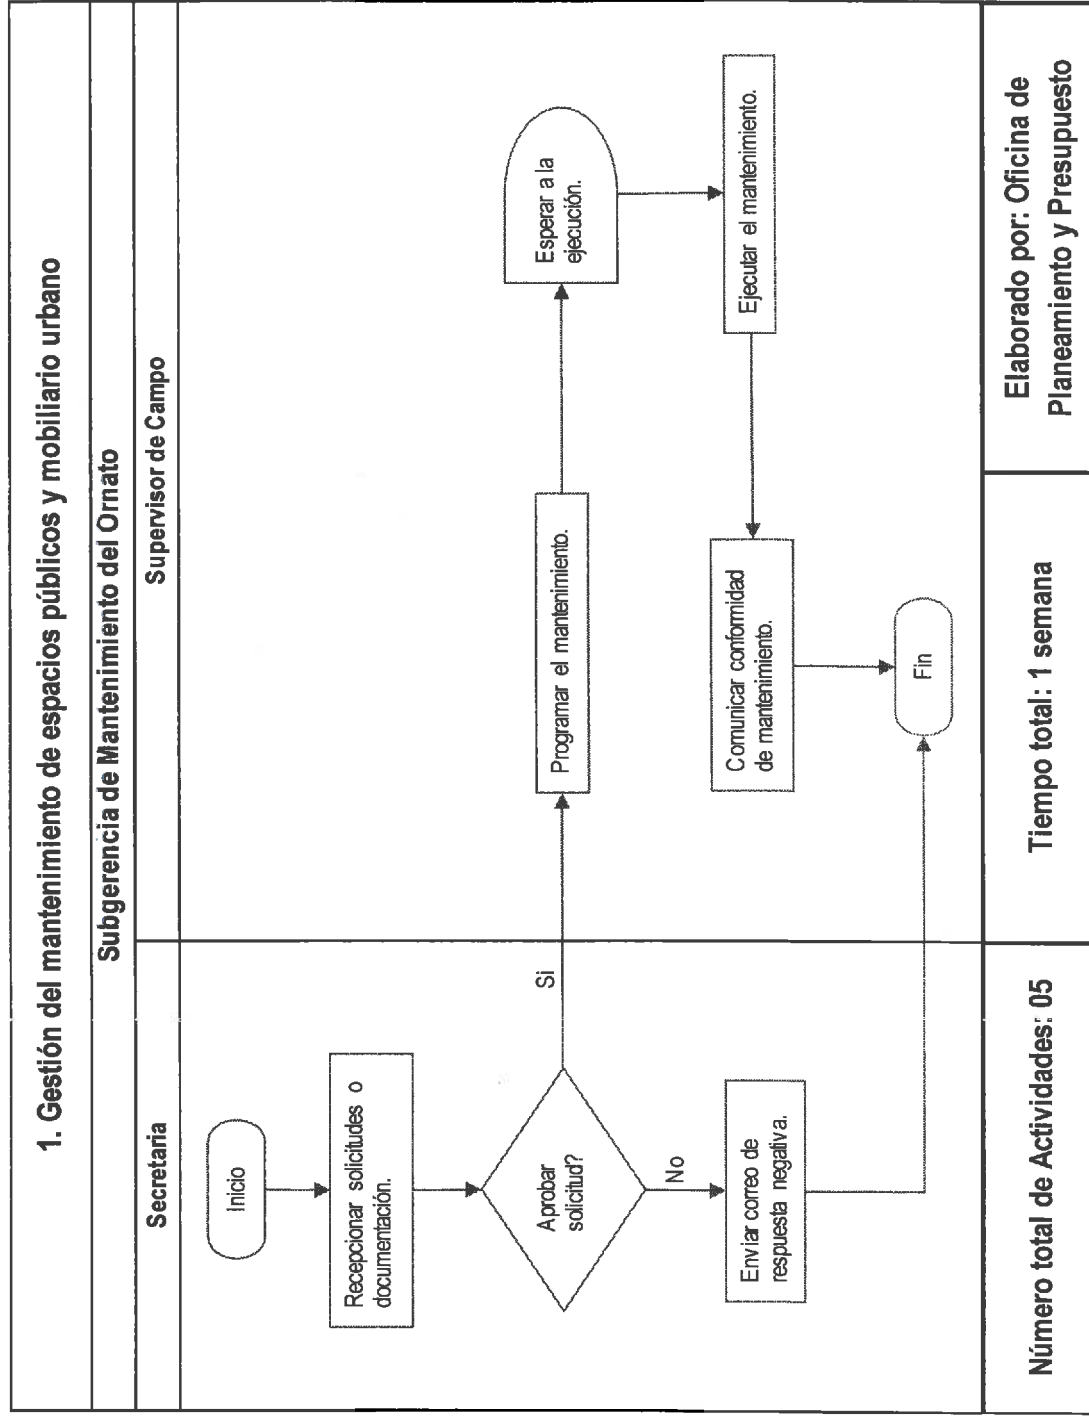 1. Gestión del mantenimiento de espacios públicos y mobiliario urbano
Subgerencia de Mantenimiento del Ornato
Secretaria
Supervisor de Campo
Inicio
Recepcionar solicitudes o
documentación.
Aprobar
solicitud?
Si
No
Enviar correo de
respuesta negativa.
Programar el mantenimiento.
Esperar a la
ejecución.
Ejecutar el mantenimiento.
Comunicar conformidad
de mantenimiento.
Fin
Número total de Actividades: 05
Tiempo total: 1 semana
Elaborado por: Oficina de
Planeamiento y Presupuesto